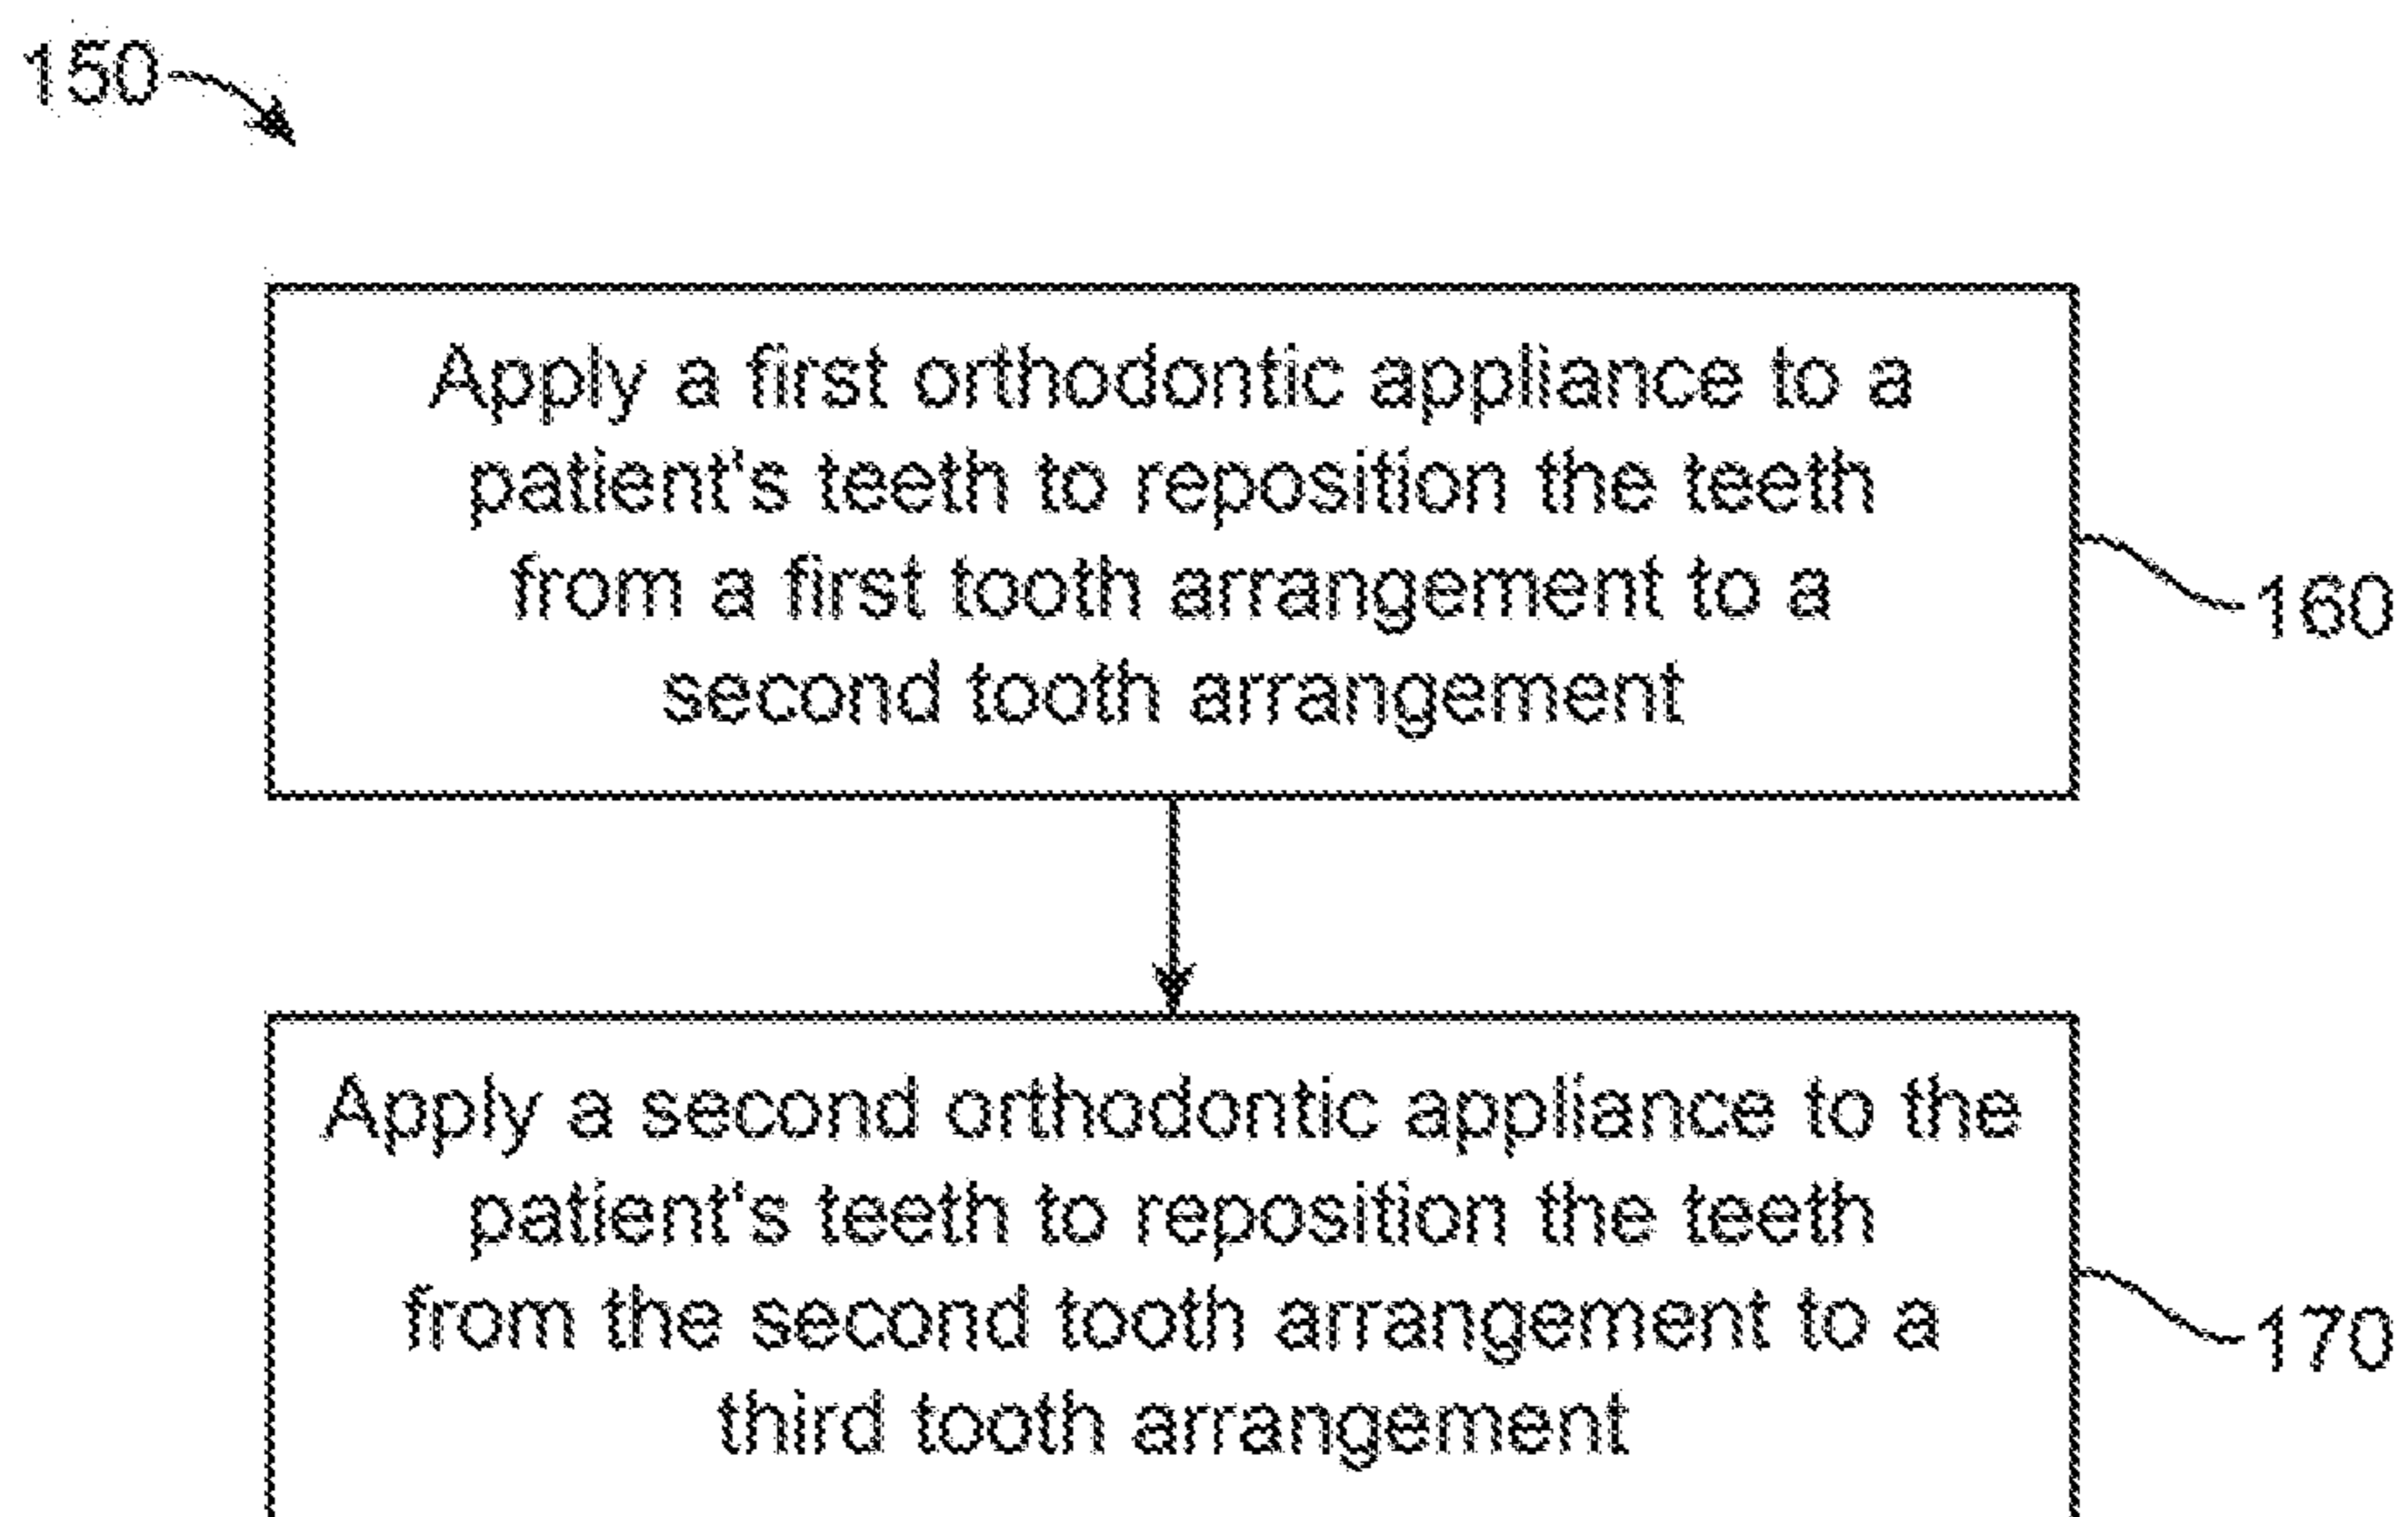 150
Apply a first orthodontic appliance to a
patient's teeth to reposition the teeth
from a first tooth arrangement to a
second tooth arrangement
160
Apply a second orthodontic appliance to the
patient's teeth to reposition the teeth
from the second tooth arrangement to a
third tooth arrangement
170